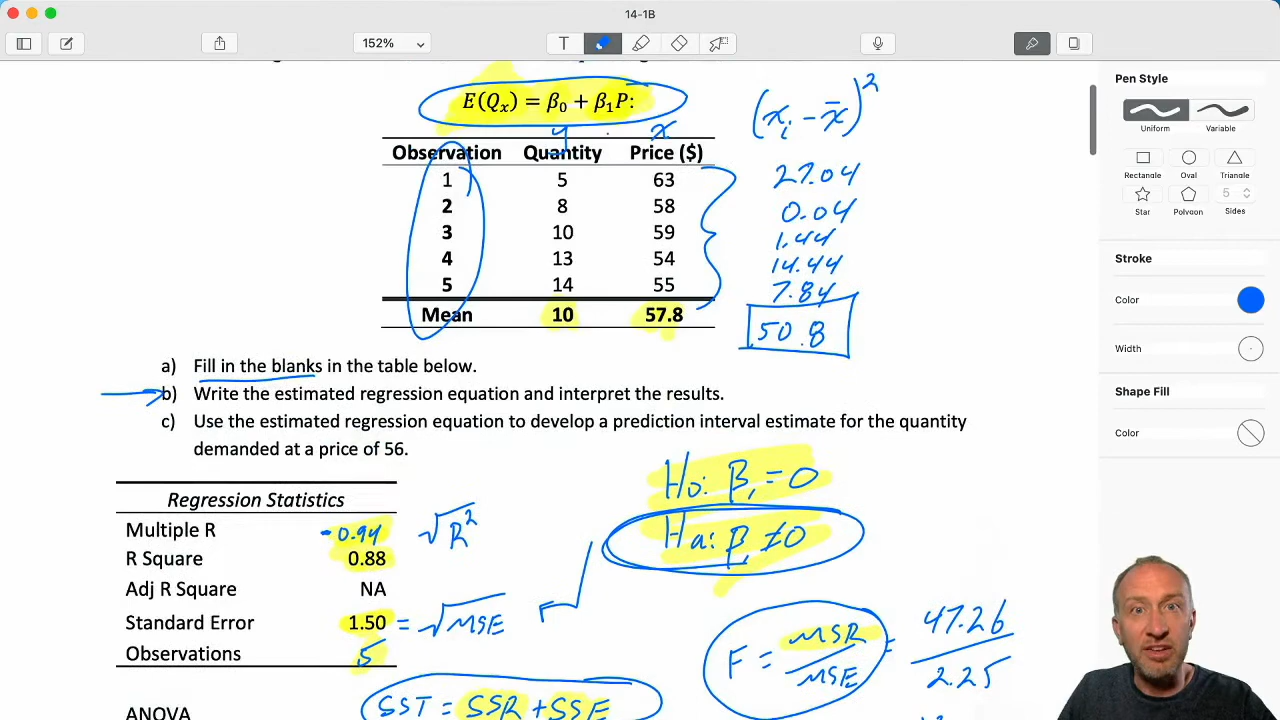 14-1B
152%
T
Pen Style
E(Qₓ) = β₀ + β₁P:
y x
(xᵢ - x̄)²
Uniform Variable
Observation Quantity Price ($)
1 5 63 27.04
Rectangle Oval Triangle
2 8 58 0.04
5
Star Polygon Sides
3 10 59 1.44
4 13 54 14.44
Stroke
5 14 55 7.84
Color
Mean 10 57.8 50.8
Width
a) Fill in the blanks in the table below.
b) Write the estimated regression equation and interpret the results.
Shape Fill
c) Use the estimated regression equation to develop a prediction interval estimate for the quantity
demanded at a price of 56.
Color
H₀: β₁ = 0
Regression Statistics
Multiple R -0.94 √R²
Ha: β₁ ≠ 0
R Square 0.88
Adj R Square NA
Standard Error 1.50 = √MSE
Observations 5
F = MSR/MSE = 47.26/2.25
SST = SSR + SSE
ANOVA